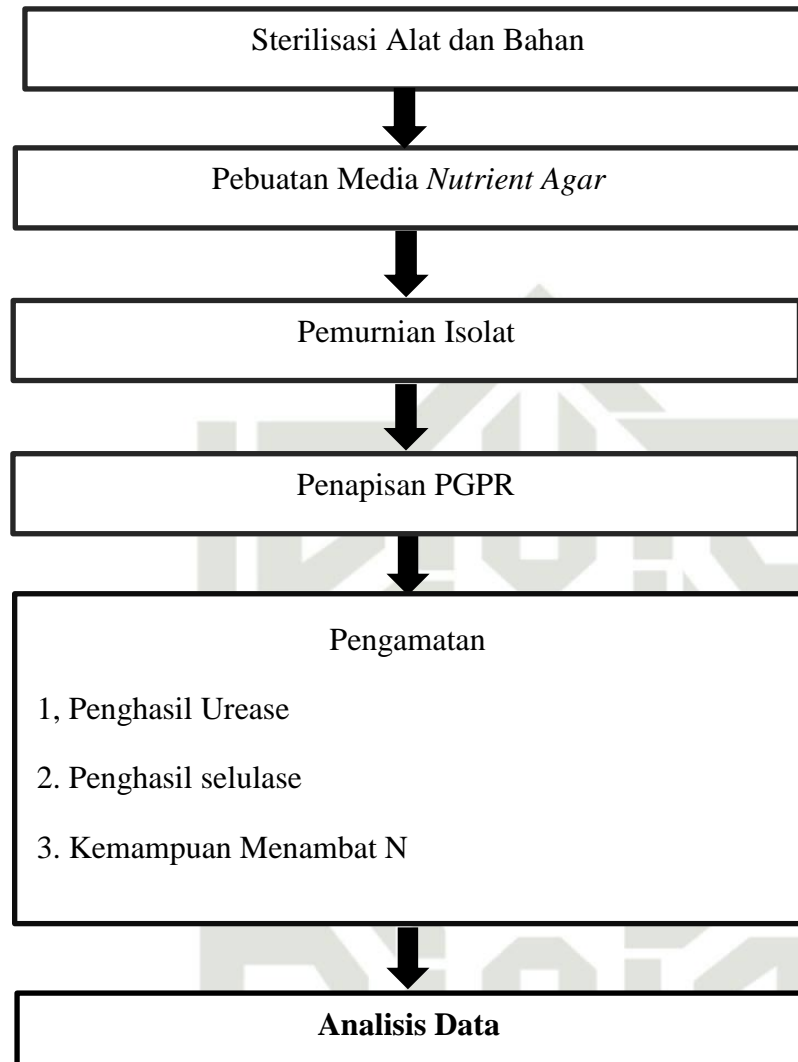 Sterilisasi Alat dan Bahan
Pebuatan Media Nutrient Agar
Pemurnian Isolat
Penapisan PGPR
Pengamatan
1, Penghasil Urease
2. Penghasil selulase
3. Kemampuan Menambat N
Analisis Data